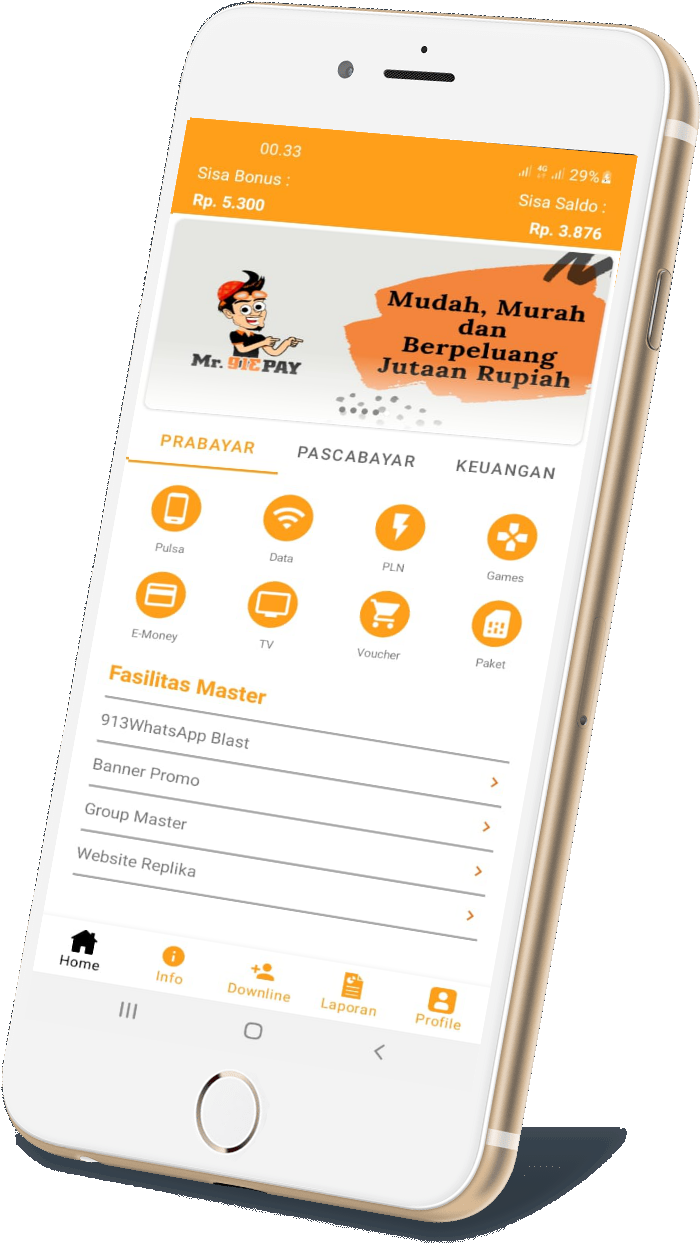 00.33
4G
29%
Sisa Bonus :
Rp. 5.300
Sisa Saldo :
Rp. 3.876
Mr. 913PAY
Mudah, Murah
dan
Berpeluang
Jutaan Rupiah
PRABAYAR
PASCABAYAR
KEUANGAN
Pulsa
Data
PLN
Games
E-Money
TV
Voucher
Paket
Fasilitas Master
913WhatsApp Blast
Banner Promo
Group Master
Website Replika
Home
Info
Downline
Laporan
Profile